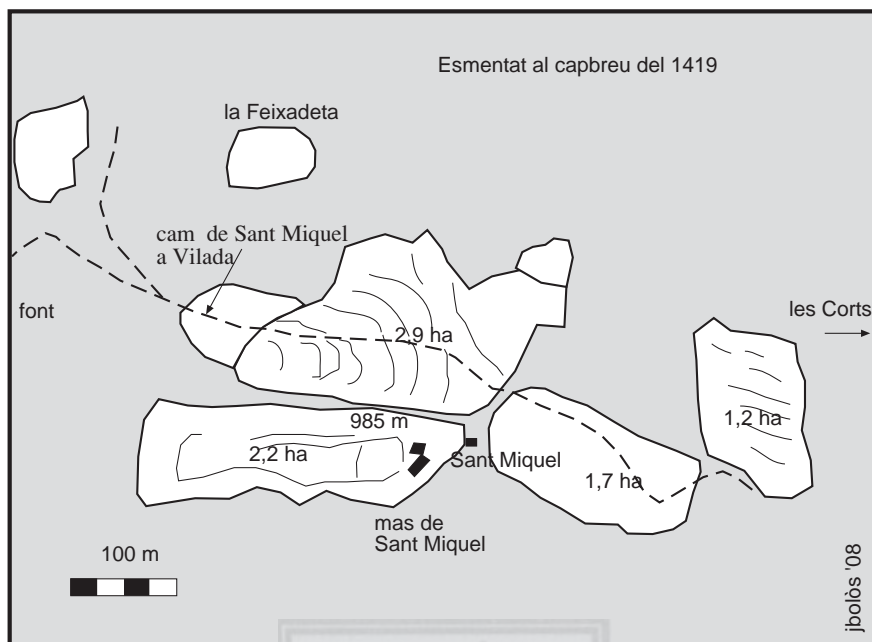 Esmentat al capbreu del 1419
la Feixadeta
cam de Sant Miquel
a Vilada
font
les Corts
2,9 ha
985 m
1,2 ha
2,2 ha
Sant Miquel
1,7 ha
mas de
Sant Miquel
100 m
jbolòs '08